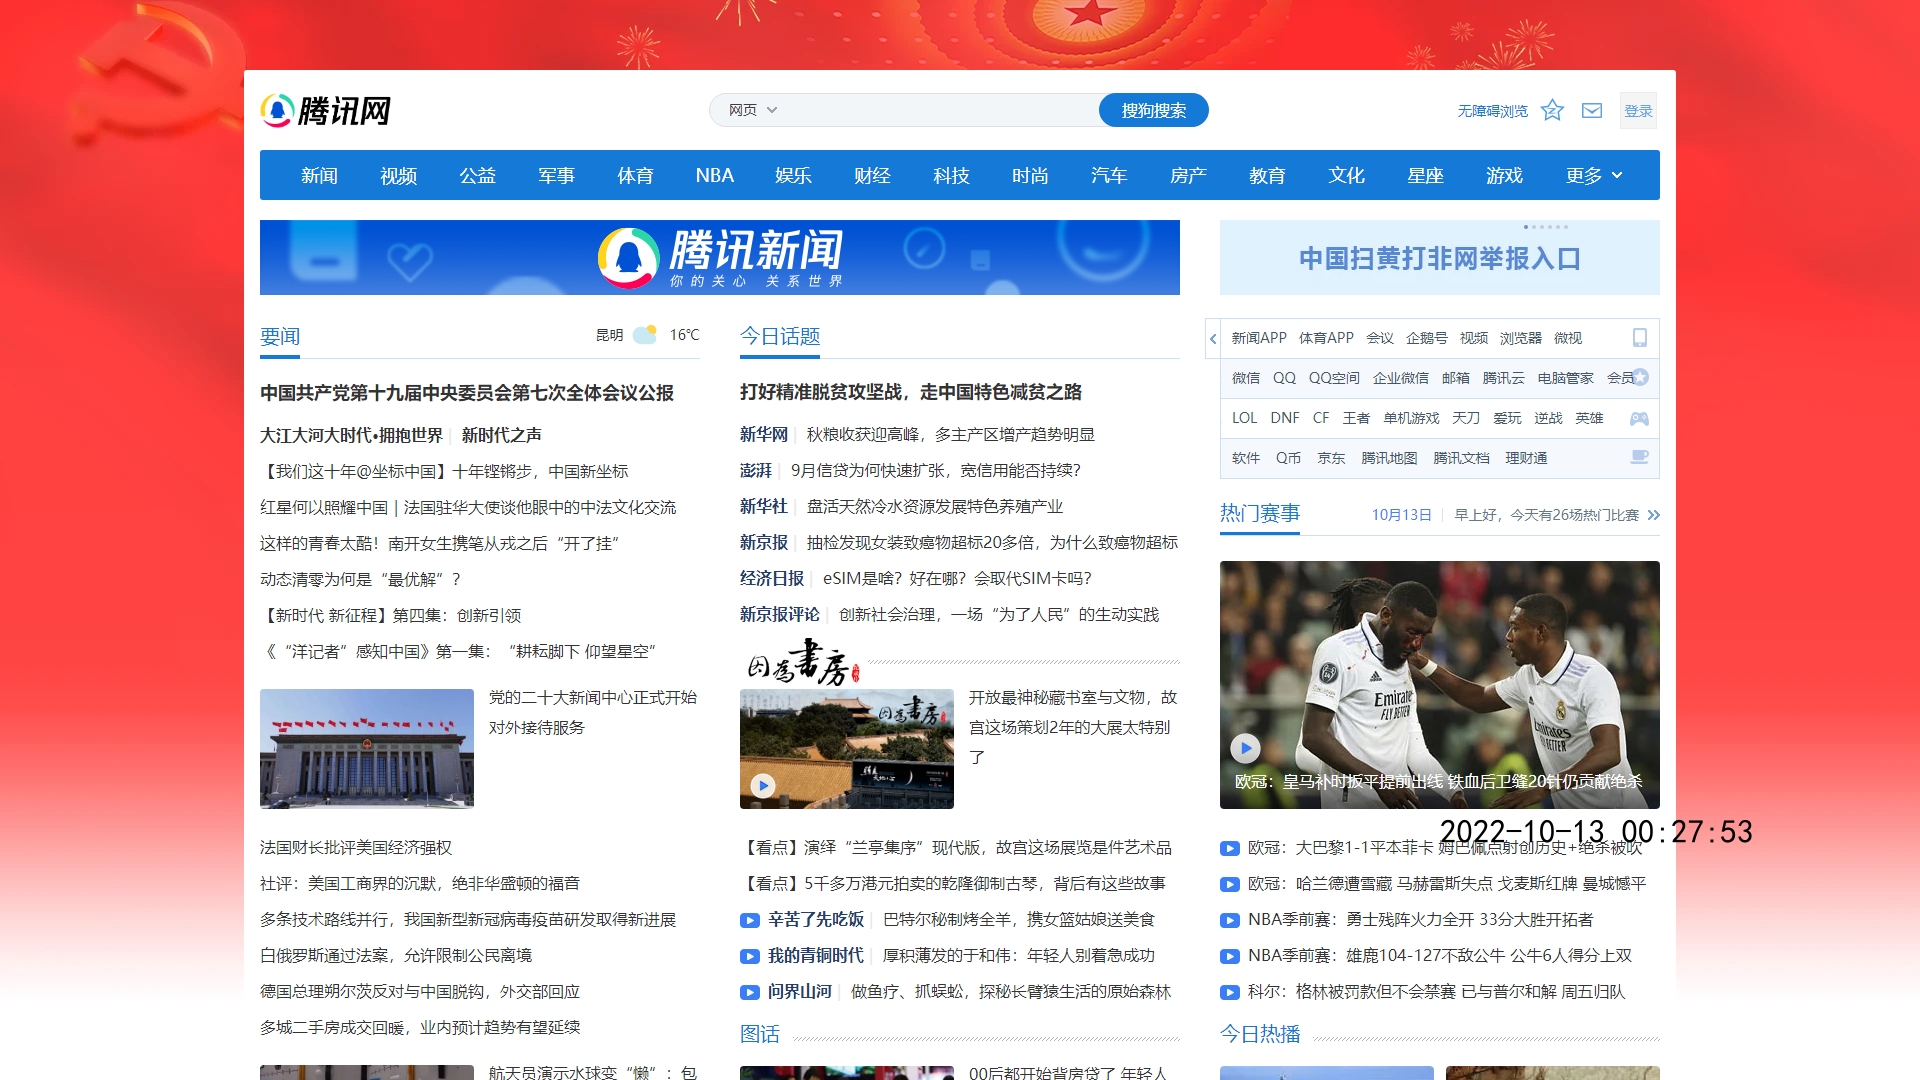 腾讯网
网页
搜狗搜索
无障碍浏览
登录
新闻 视频 公益 军事 体育 NBA 娱乐 财经 科技 时尚 汽车 房产 教育 文化 星座 游戏 更多
腾讯新闻
你的关心 关系世界
中国扫黄打非网举报入口
要闻
昆明 16℃
中国共产党第十九届中央委员会第七次全体会议公报
大江大河大时代•拥抱世界 新时代之声
【我们这十年@坐标中国】十年铿锵步，中国新坐标
红星何以照耀中国 | 法国驻华大使谈他眼中的中法文化交流
这样的青春太酷！南开女生携笔从戎之后“开了挂”
动态清零为何是“最优解”？
【新时代 新征程】第四集：创新引领
《“洋记者”感知中国》第一集：“耕耘脚下 仰望星空”
党的二十大新闻中心正式开始
对外接待服务
法国财长批评美国经济强权
社评：美国工商界的沉默，绝非华盛顿的福音
多条技术路线并行，我国新型新冠病毒疫苗研发取得新进展
白俄罗斯通过法案，允许限制公民离境
德国总理朔尔茨反对与中国脱钩，外交部回应
多城二手房成交回暖，业内预计趋势有望延续
航天员演示水球变“懒”：包
今日话题
打好精准脱贫攻坚战，走中国特色减贫之路
新华网 秋粮收获迎高峰，多主产区增产趋势明显
澎湃 9月信贷为何快速扩张，宽信用能否持续？
新华社 盘活天然冷水资源发展特色养殖产业
新京报 抽检发现女装致癌物超标20多倍，为什么致癌物超标
经济日报 eSIM是啥？好在哪？会取代SIM卡吗？
新京报评论 创新社会治理，一场“为了人民”的生动实践
因為書房
因為書房
开放最神秘藏书室与文物，故
宫这场策划2年的大展太特别
了
【看点】演绎“兰亭集序”现代版，故宫这场展览是件艺术品
【看点】5千多万港元拍卖的乾隆御制古琴，背后有这些故事
辛苦了先吃饭 巴特尔秘制烤全羊，携女篮姑娘送美食
我的青铜时代 厚积薄发的于和伟：年轻人别着急成功
问界山河 做鱼疗、抓蜈蚣，探秘长臂猿生活的原始森林
图话
00后都开始背房贷了 年轻人
新闻APP 体育APP 会议 企鹅号 视频 浏览器 微视
微信 QQ QQ空间 企业微信 邮箱 腾讯云 电脑管家 会员
LOL DNF CF 王者 单机游戏 天刀 爱玩 逆战 英雄
软件 Q币 京东 腾讯地图 腾讯文档 理财通
热门赛事
10月13日 早上好，今天有26场热门比赛
Emirates
FLY BETTER
Emirates
FLY BETTER
欧冠：皇马补时扳平提前出线 铁血后卫缝20针仍贡献绝杀
2022-10-13 00:27:53
欧冠：大巴黎1-1平本菲卡 姆巴佩点射创历史+绝杀被吹
欧冠：哈兰德遭雪藏 马赫雷斯失点 戈麦斯红牌 曼城憾平
NBA季前赛：勇士残阵火力全开 33分大胜开拓者
NBA季前赛：雄鹿104-127不敌公牛 公牛6人得分上双
科尔：格林被罚款但不会禁赛 已与普尔和解 周五归队
今日热播